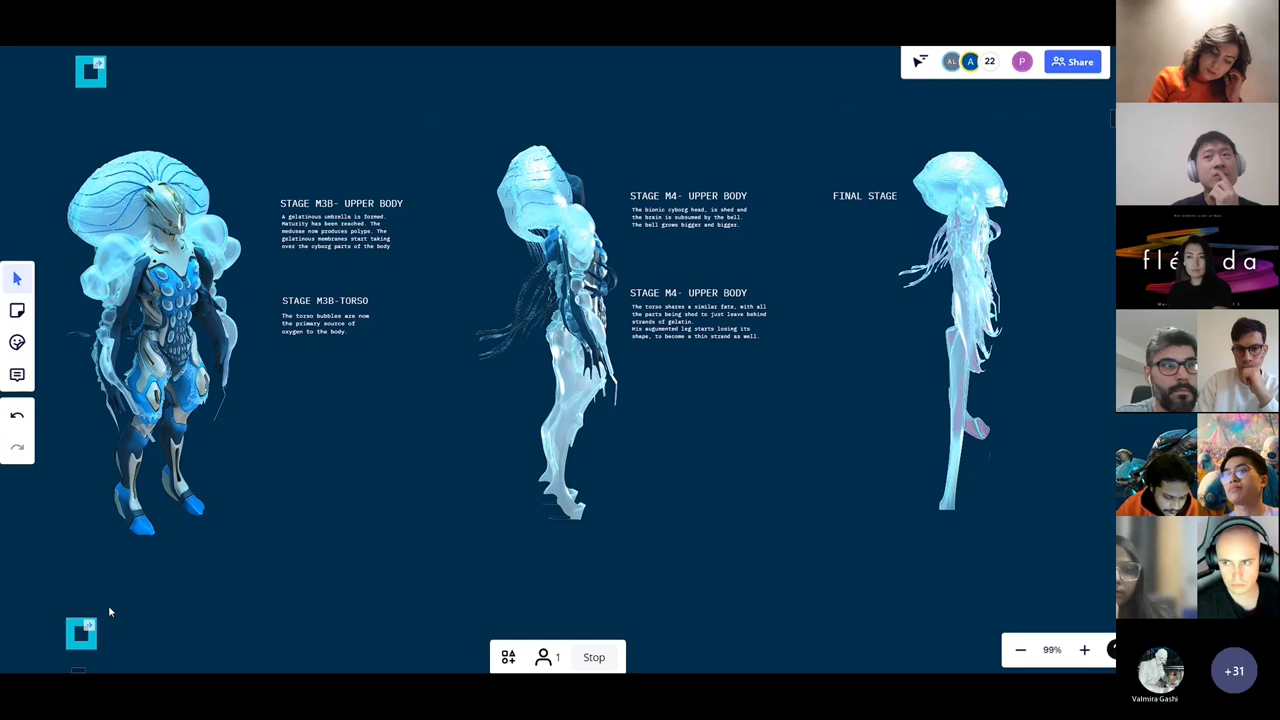 AL
A
22
P
Share
STAGE M3B- UPPER BODY
A gelatinous umbrella is formed.
Maturity has been reached. The
medusae now produces polyps. The
gelatinous membranes start taking
over the cyborg parts of the body
STAGE M3B-TORSO
The torso bubbles are now
the primary source of
oxygen to the body.
STAGE M4- UPPER BODY
The bionic cyborg head, is shed and
the brain is subsumed by the bell.
The bell grows bigger and bigger.
STAGE M4- UPPER BODY
The torso shares a similar fate, with all
the parts being shed to just leave behind
strands of gelatin.
His augumented leg starts losing its
shape, to become a thin strand as well.
FINAL STAGE
1
Stop
99%
Valmira Gashi
+31